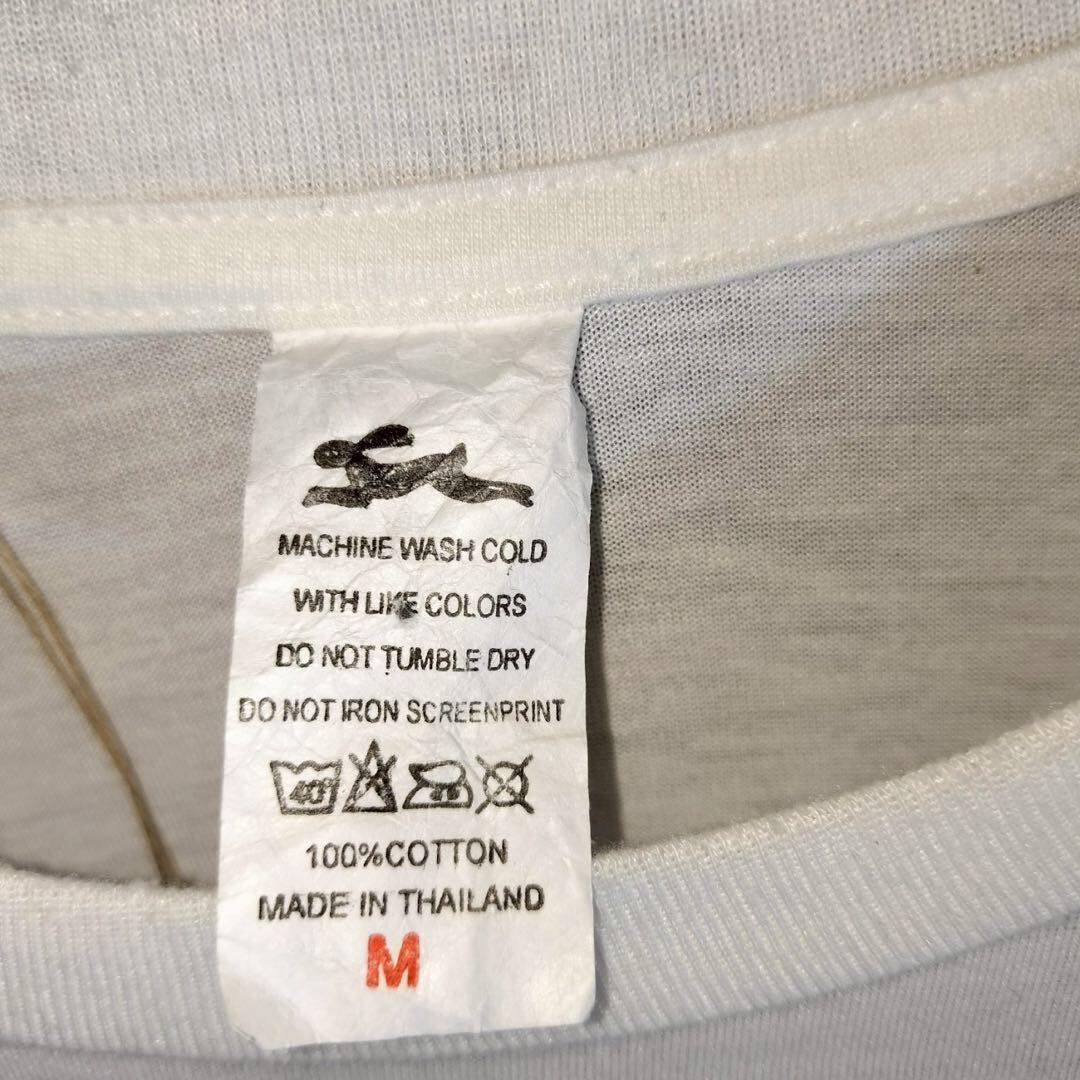 MACHINE WASH COLD
WITH LIKE COLORS
DO NOT TUMBLE DRY
DO NOT IRON SCREENPRINT
40°
100%COTTON
MADE IN THAILAND
M